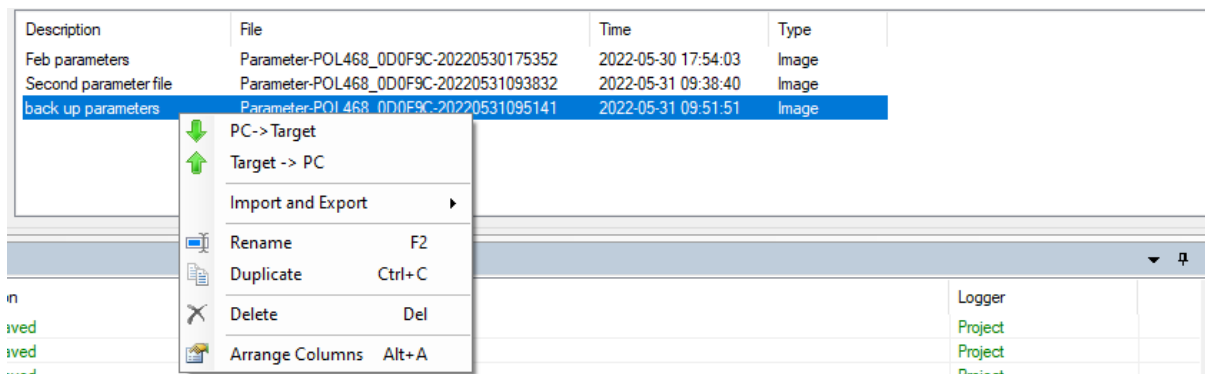 Description File Time Type
Feb parameters Parameter-POL468_0D0F9C-20220530175352 2022-05-30 17:54:03 Image
Second parameter file Parameter-POL468_0D0F9C-20220531093832 2022-05-31 09:38:40 Image
back up parameters Parameter-POL468_0D0F9C-20220531095141 2022-05-31 09:51:51 Image
PC->Target
Target -> PC
Import and Export
Rename F2
Duplicate Ctrl+C
Delete Del
Arrange Columns Alt+A
on Logger
aved Project
aved Project